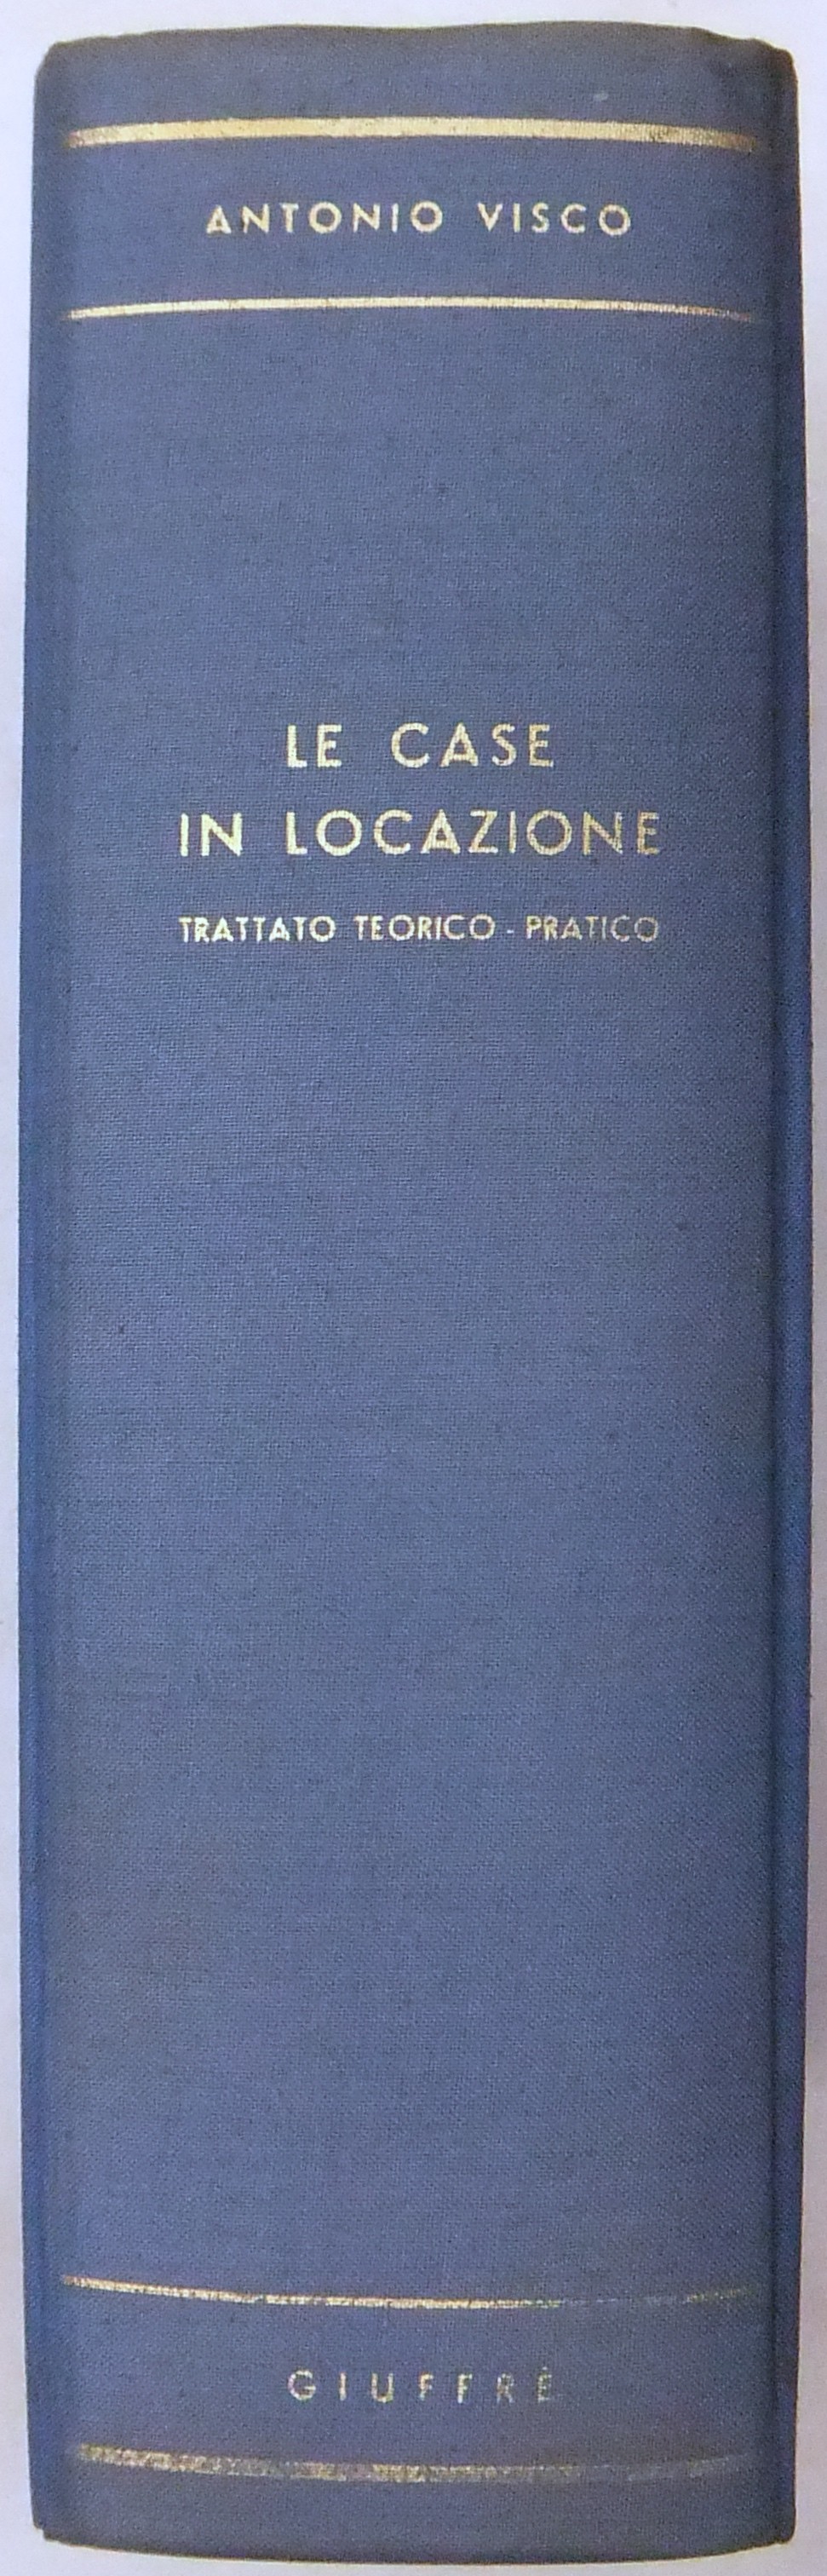 ANTONIO VISCO
LE CASE
IN LOCAZIONE
TRATTATO TEORICO - PRATICO
GIUFFRÈ